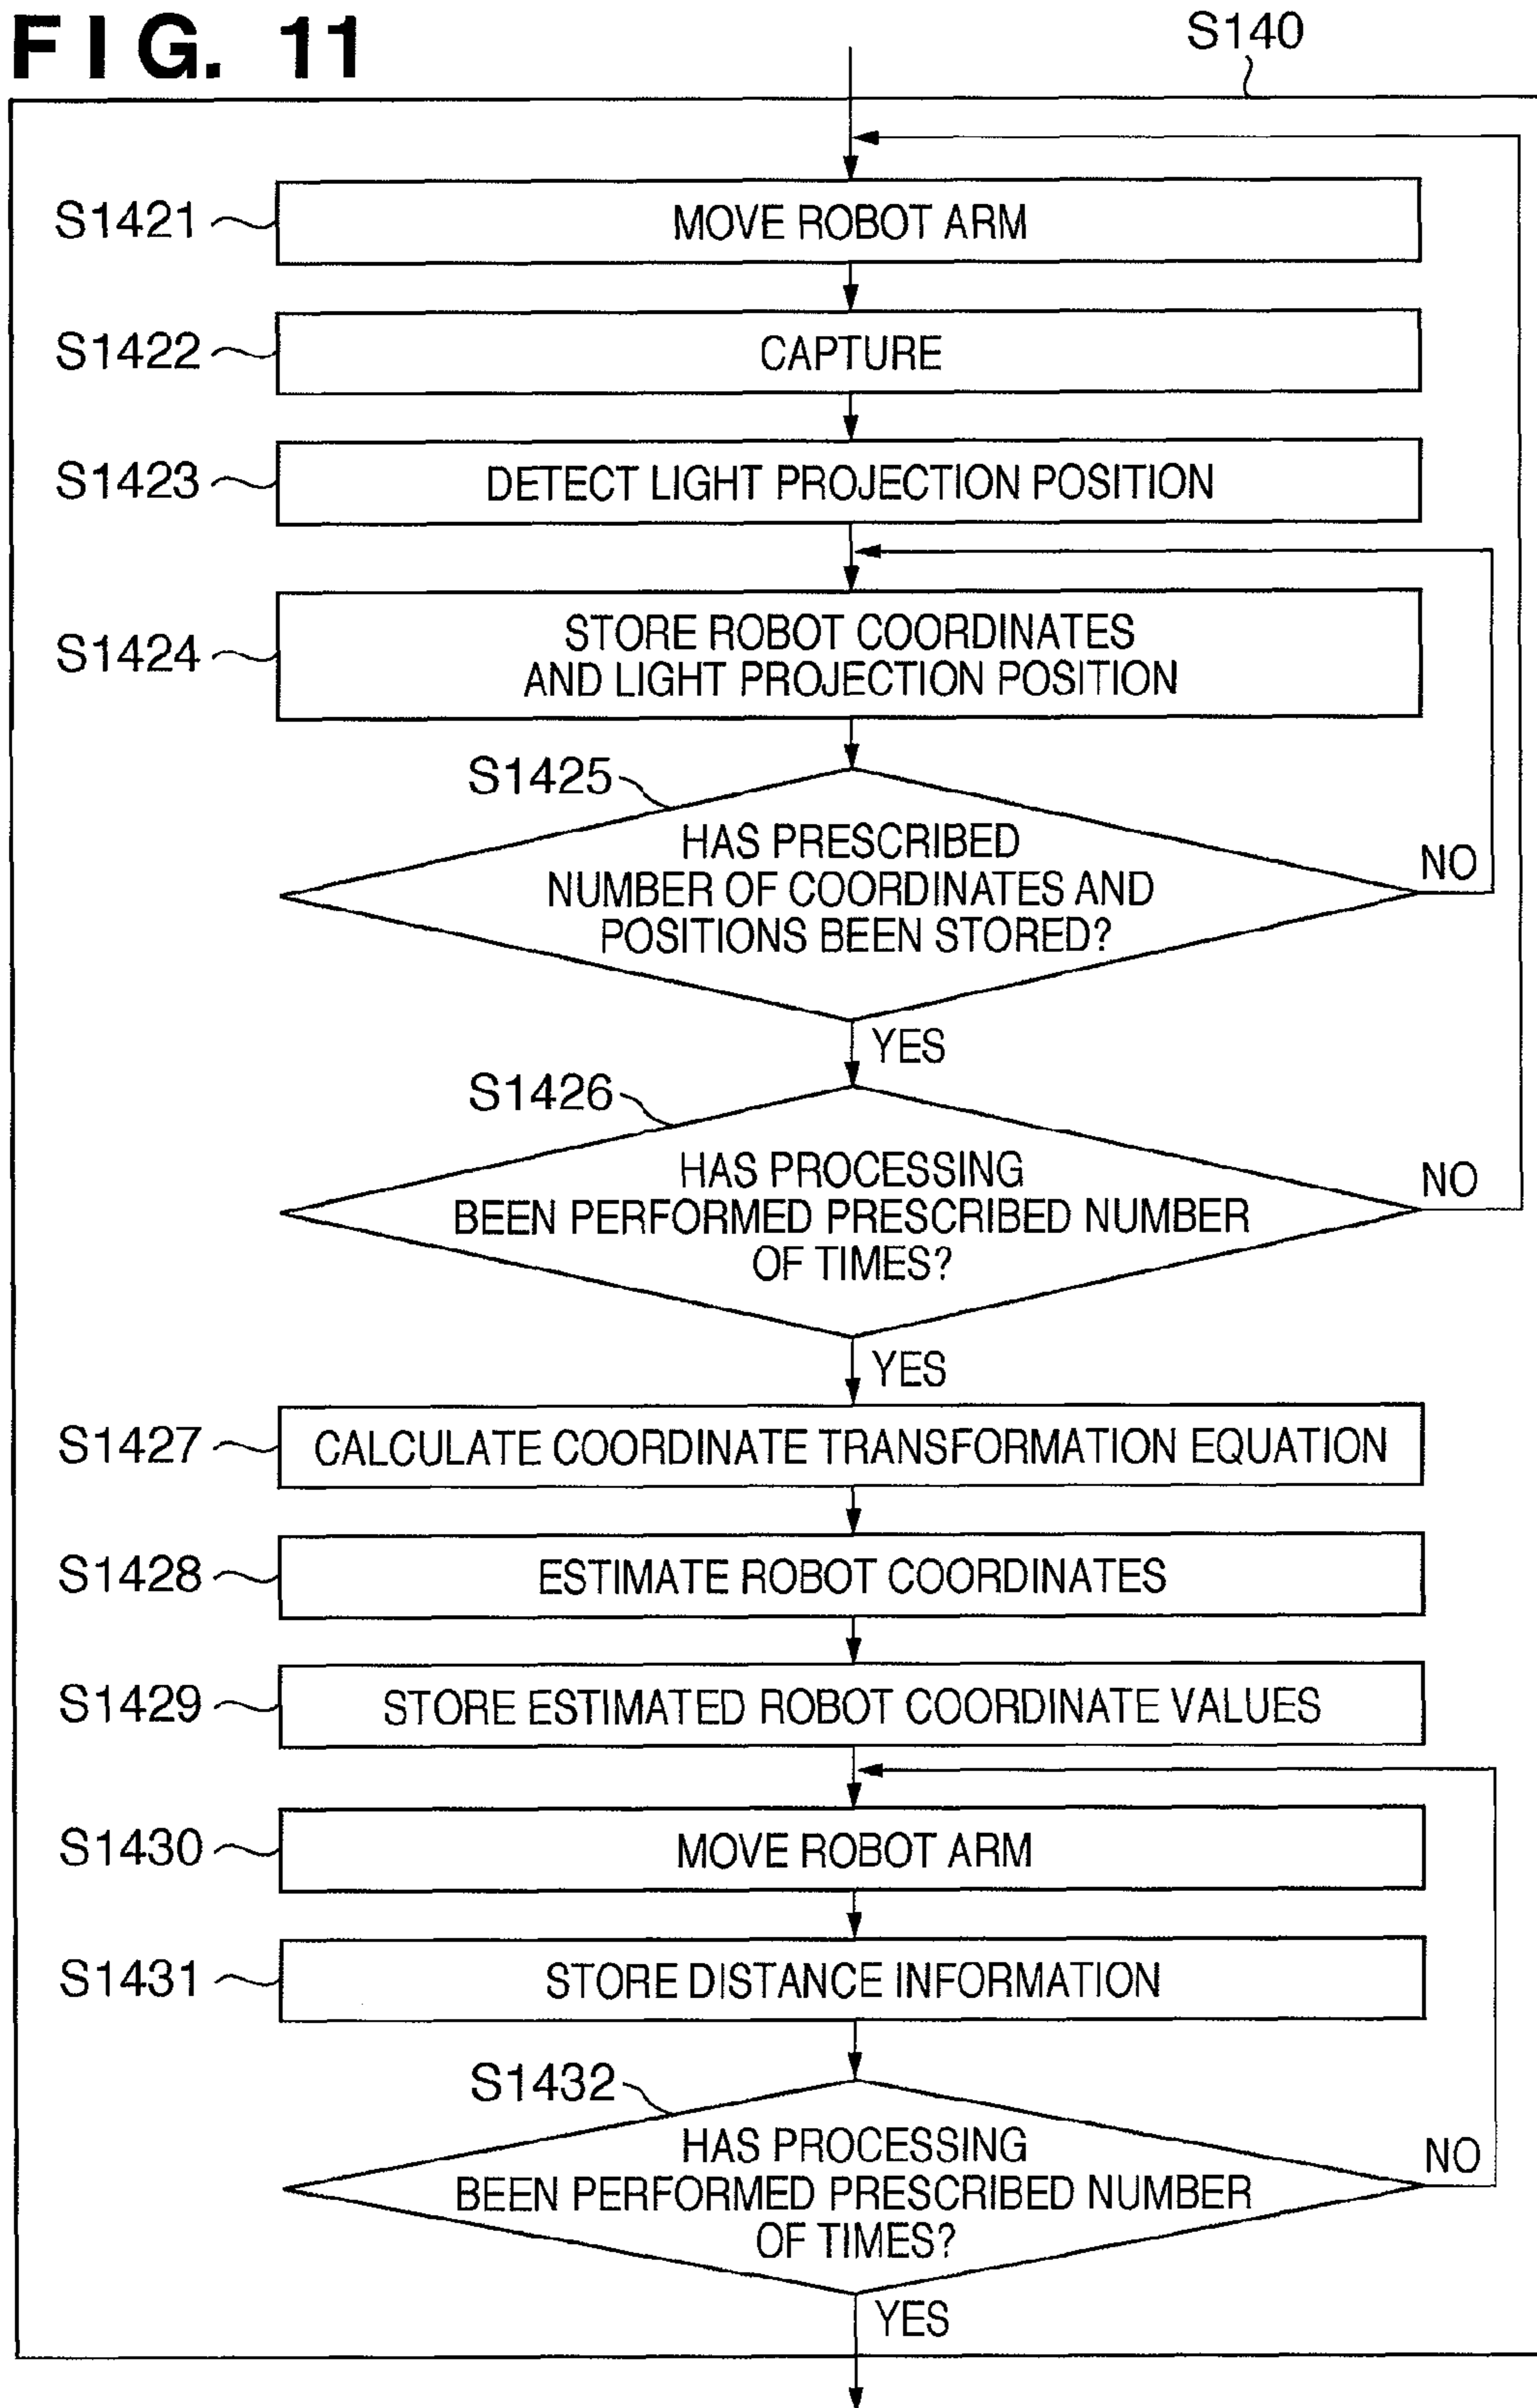 FIG. 11
S140
S1421
MOVE ROBOT ARM
S1422
CAPTURE
S1423
DETECT LIGHT PROJECTION POSITION
S1424
STORE ROBOT COORDINATES
AND LIGHT PROJECTION POSITION
S1425
HAS PRESCRIBED
NUMBER OF COORDINATES AND
POSITIONS BEEN STORED?
NO
YES
S1426
HAS PROCESSING
BEEN PERFORMED PRESCRIBED NUMBER
OF TIMES?
NO
YES
S1427
CALCULATE COORDINATE TRANSFORMATION EQUATION
S1428
ESTIMATE ROBOT COORDINATES
S1429
STORE ESTIMATED ROBOT COORDINATE VALUES
S1430
MOVE ROBOT ARM
S1431
STORE DISTANCE INFORMATION
S1432
HAS PROCESSING
BEEN PERFORMED PRESCRIBED NUMBER
OF TIMES?
NO
YES